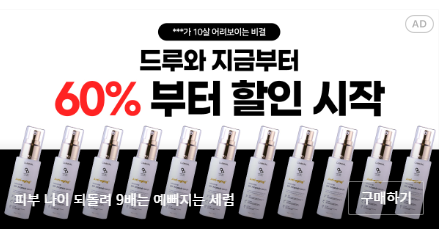 AD
***가 10살 어려보이는 비결
드루와 지금부터
60% 부터 할인 시작
피부 나이 되돌려 9배는 예뻐지는 세럼
구매하기